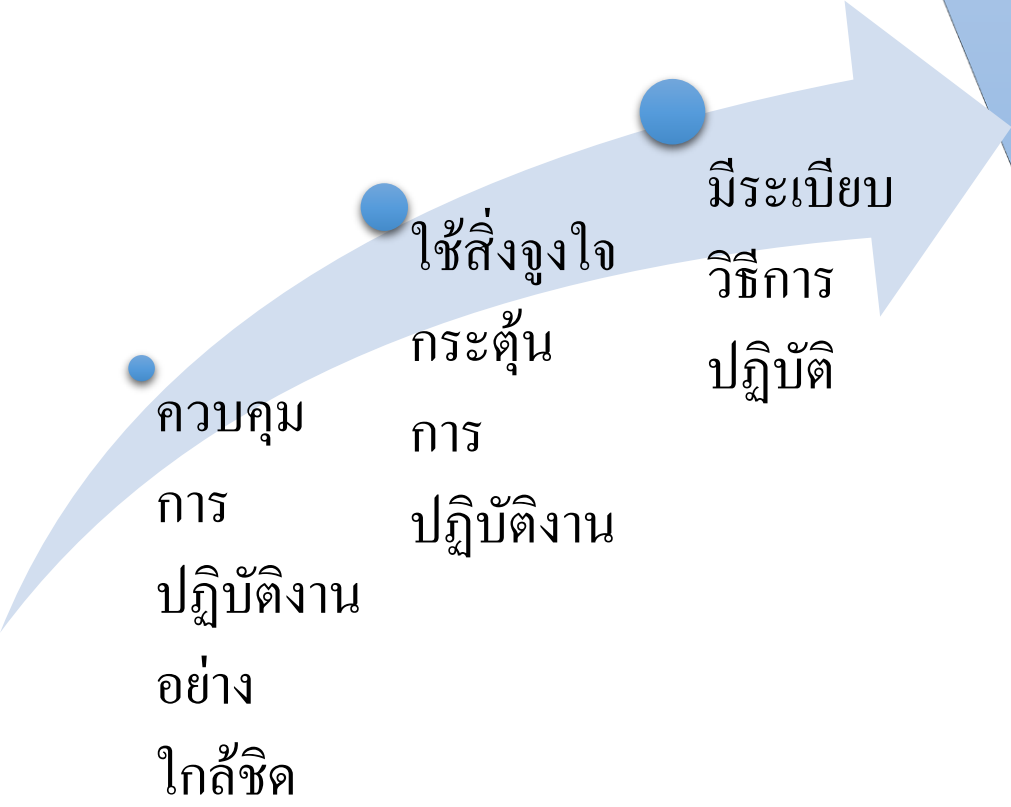 ควบคุม
การ
ปฏิบัติงาน
อย่าง
ใกล้ชิด
ใช้สิ่งจูงใจ
กระตุ้น
การ
ปฏิบัติงาน
มีระเบียบ
วิธีการ
ปฏิบัติ